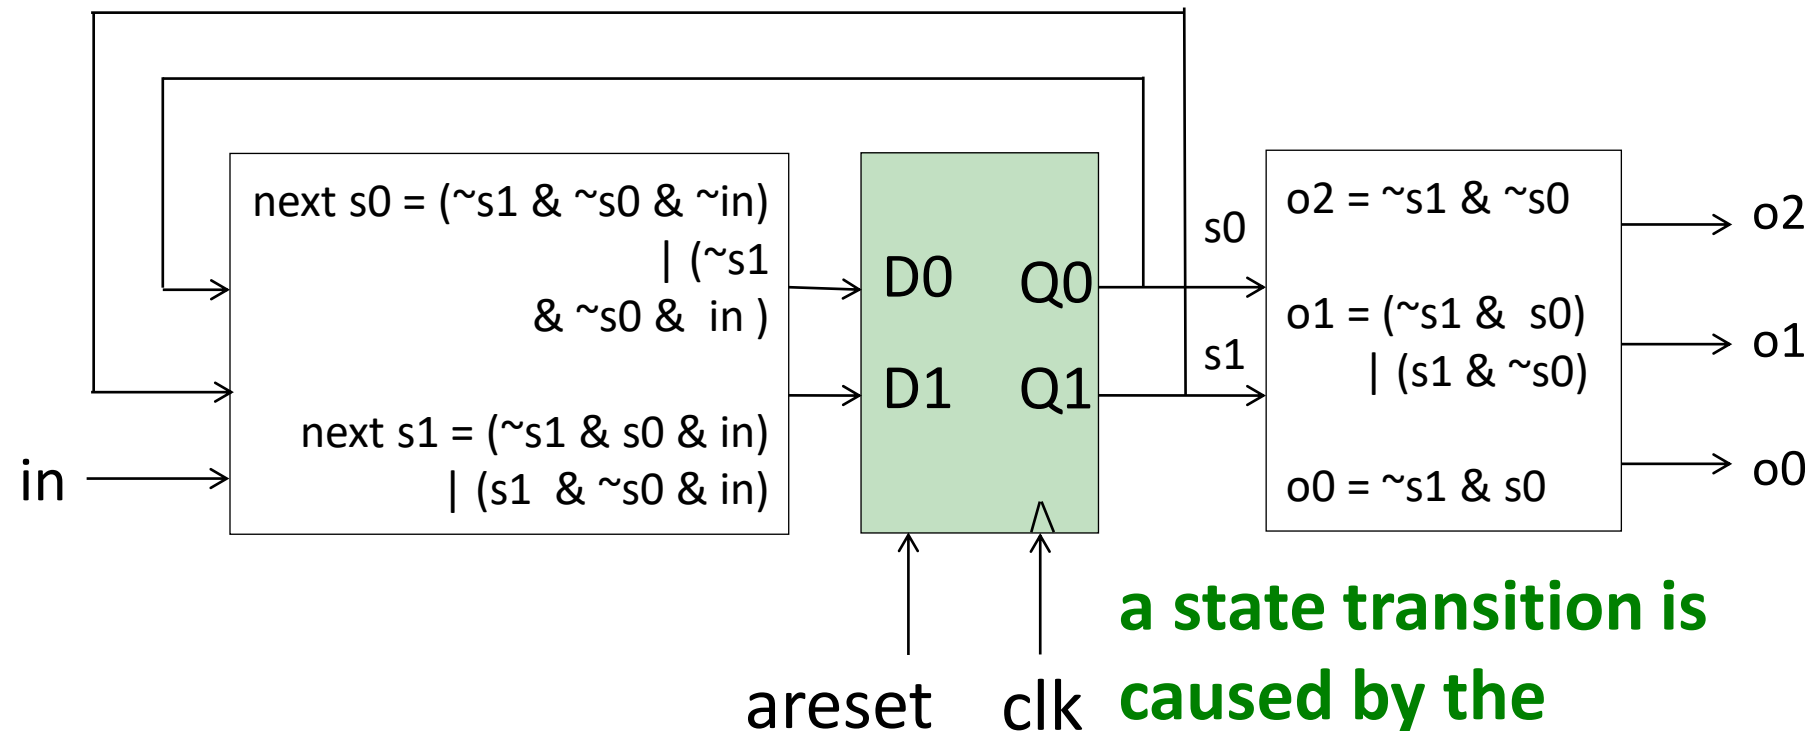 next s0 = (~s1 & ~s0 & ~in)
| (~s1
& ~s0 &  in )
next s1 = (~s1 & s0 & in)
| (s1  & ~s0 & in)
in
D0
Q0
D1
Q1
s0
s1
o2 = ~s1 & ~s0
o1 = (~s1 &  s0)
| (s1 & ~s0)
o0 = ~s1 & s0
o2
o1
o0
areset
clk
a state transition is
caused by the